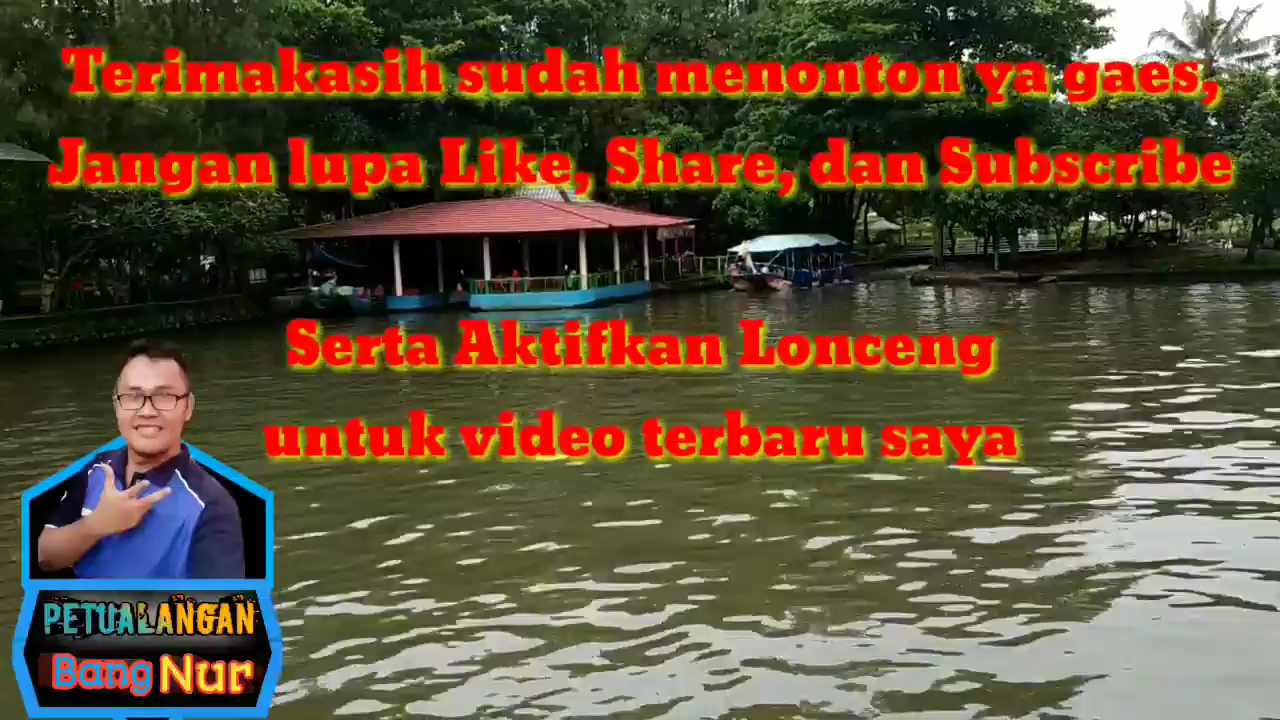 Terimakasih sudah menonton ya gaes,
Jangan lupa Like, Share, dan Subscribe
Serta Aktifkan Lonceng
untuk video terbaru saya
PETUALANGAN
Bang Nur